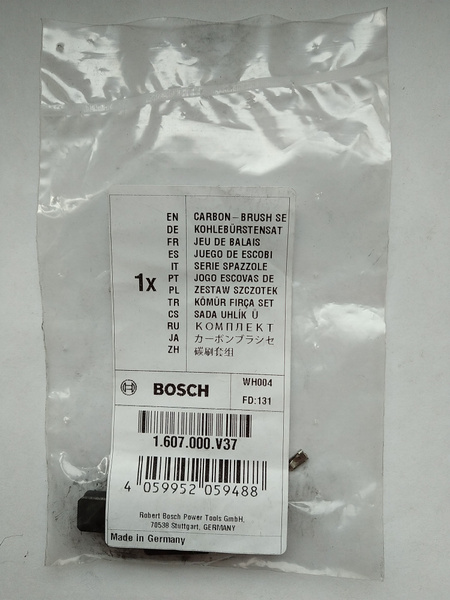 EN CARBON-BRUSH SE
DE KOHLEBÜRSTENSAT
FR JEU DE BALAIS
ES JUEGO DE ESCOBI
IT SERIE SPAZZOLE
1x
PT JOGO ESCOVAS DE
PL ZESTAW SZCZOTEK
TR KÖMÜR FIRÇA SET
CS SADA UHLÍK Ů
RU КОМПЛЕКТ
JA カーボンブラシセ
ZH 碳刷套组
BOSCH
WH004
FD:131
1.607.000.V37
4 059952 059488
Robert Bosch Power Tools GmbH,
70538 Stuttgart, GERMANY
Made in Germany